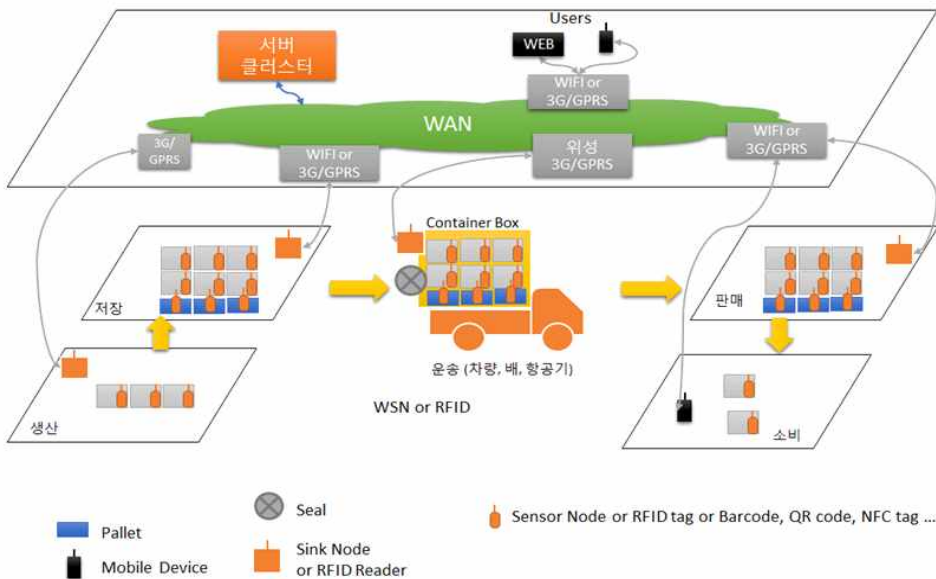 Users
서버
클러스터
WEB
WIFI or
3G/GPRS
WAN
3G/
GPRS
WIFI or
3G/GPRS
위성
3G/GPRS
WIFI or
3G/GPRS
Container Box
저장
판매
운송 (차량, 배, 항공기)
WSN or RFID
생산
소비
Seal
Sensor Node or RFID tag or Barcode, QR code, NFC tag ...
Pallet
Sink Node
or RFID Reader
Mobile Device